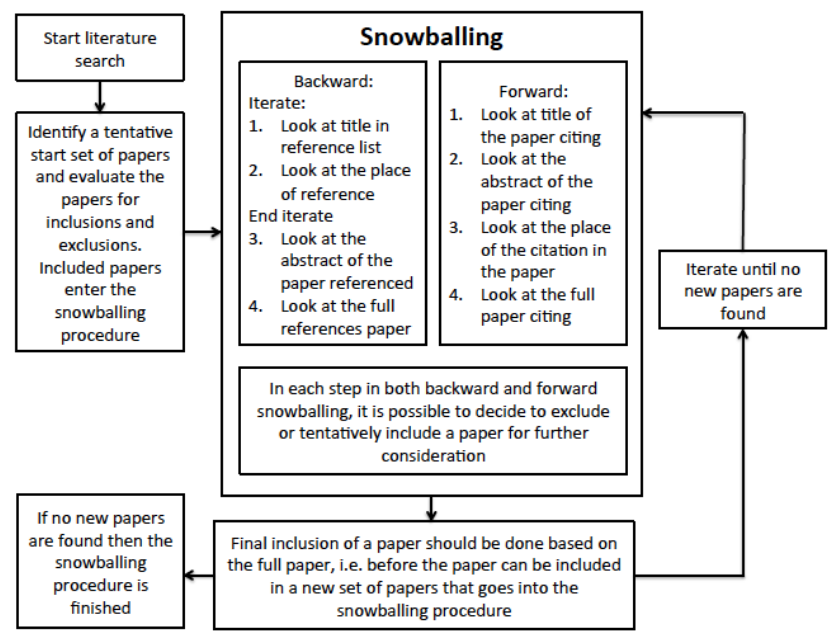 Start literature
search
Identify a tentative
start set of papers
and evaluate the
papers for
inclusions and
exclusions.
Included papers
enter the
snowballing
procedure
Snowballing
Backward:
Iterate:
1. Look at title in
reference list
2. Look at the place
of reference
End iterate
3. Look at the
abstract of the
paper referenced
4. Look at the full
references paper
Forward:
1. Look at title of
the paper citing
2. Look at the
abstract of the
paper citing
3. Look at the place
of the citation in
the paper
4. Look at the full
paper citing
In each step in both backward and forward
snowballing, it is possible to decide to exclude
or tentatively include a paper for further
consideration
Iterate until no
new papers are
found
If no new papers
are found then the
snowballing
procedure is
finished
Final inclusion of a paper should be done based on
the full paper, i.e. before the paper can be included
in a new set of papers that goes into the
snowballing procedure